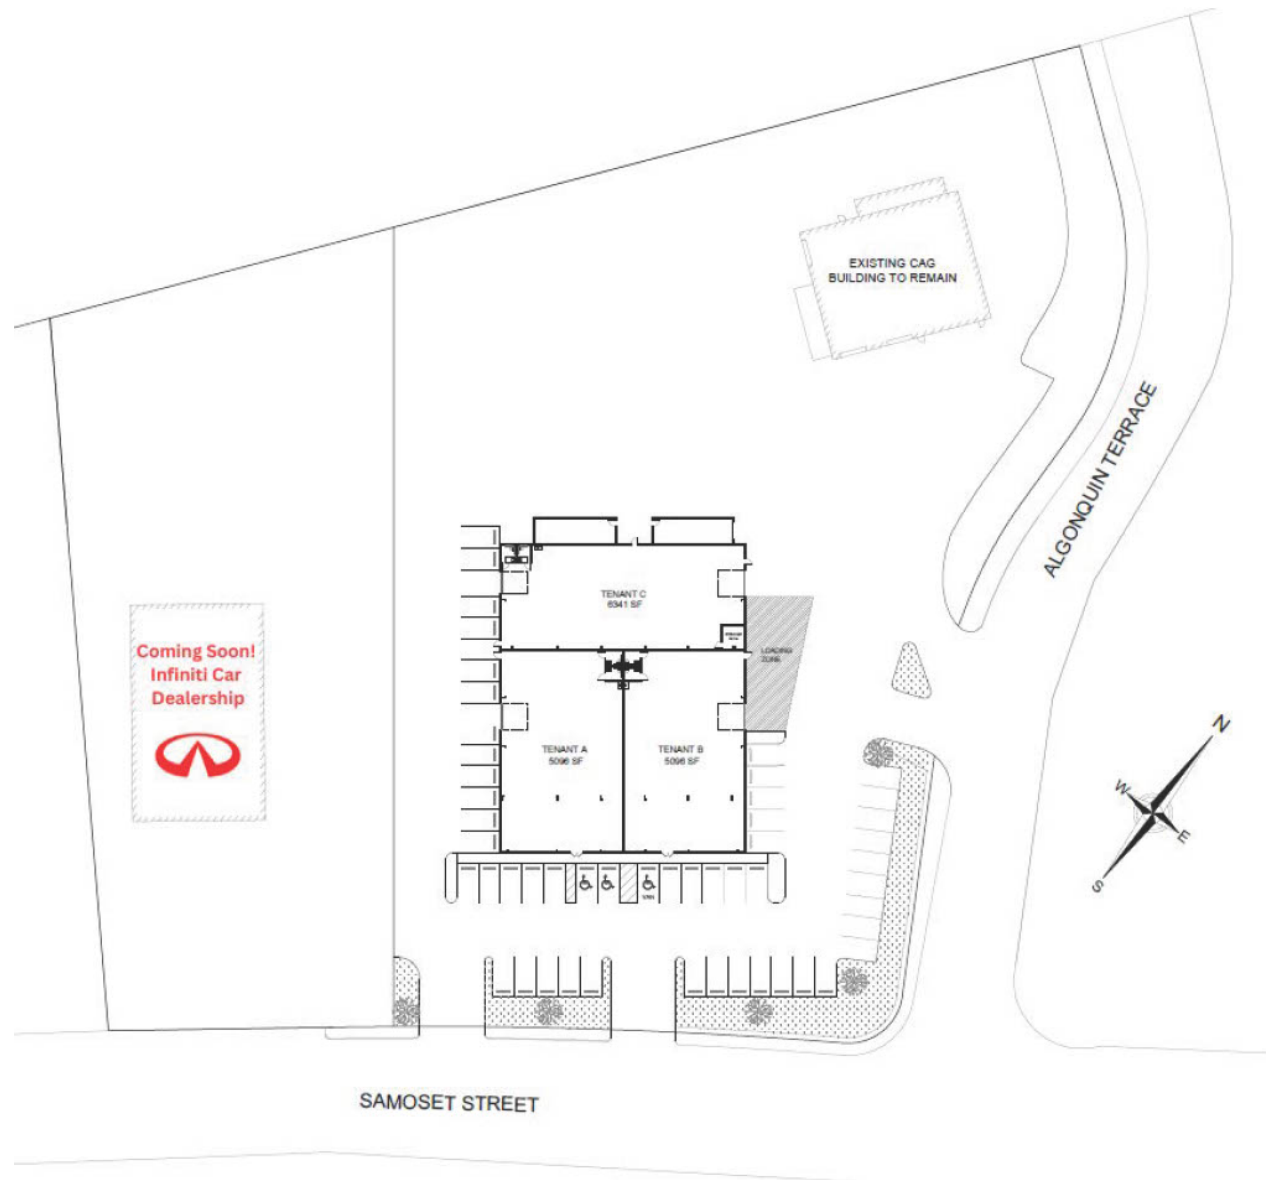 EXISTING CAG
BUILDING TO REMAIN
ALGONQUIN TERRACE
TENANT C
6341 SF
LOADING
ZONE
Coming Soon!
Infiniti Car
Dealership
TENANT A
5096 SF
TENANT B
5096 SF
N
W
E
S
SAMOSET STREET